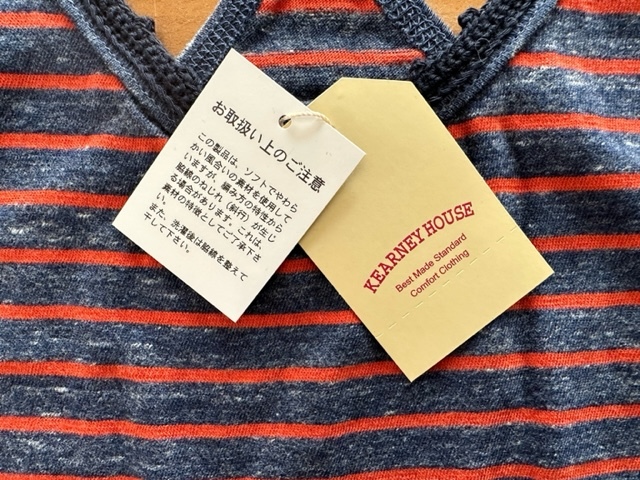 お取扱い上のご注意
この製品は、ソフトでやわら
かい風合いの素材を使用して
いますが、編み方の特性から
脇線のねじれ（斜行）が生じ
る場合があります。これは、
素材の特徴としてご了承下さ
い。
また、洗濯後は脇線を整えて
干して下さい。
KEARNEY HOUSE
Best Made Standard
Comfort Clothing